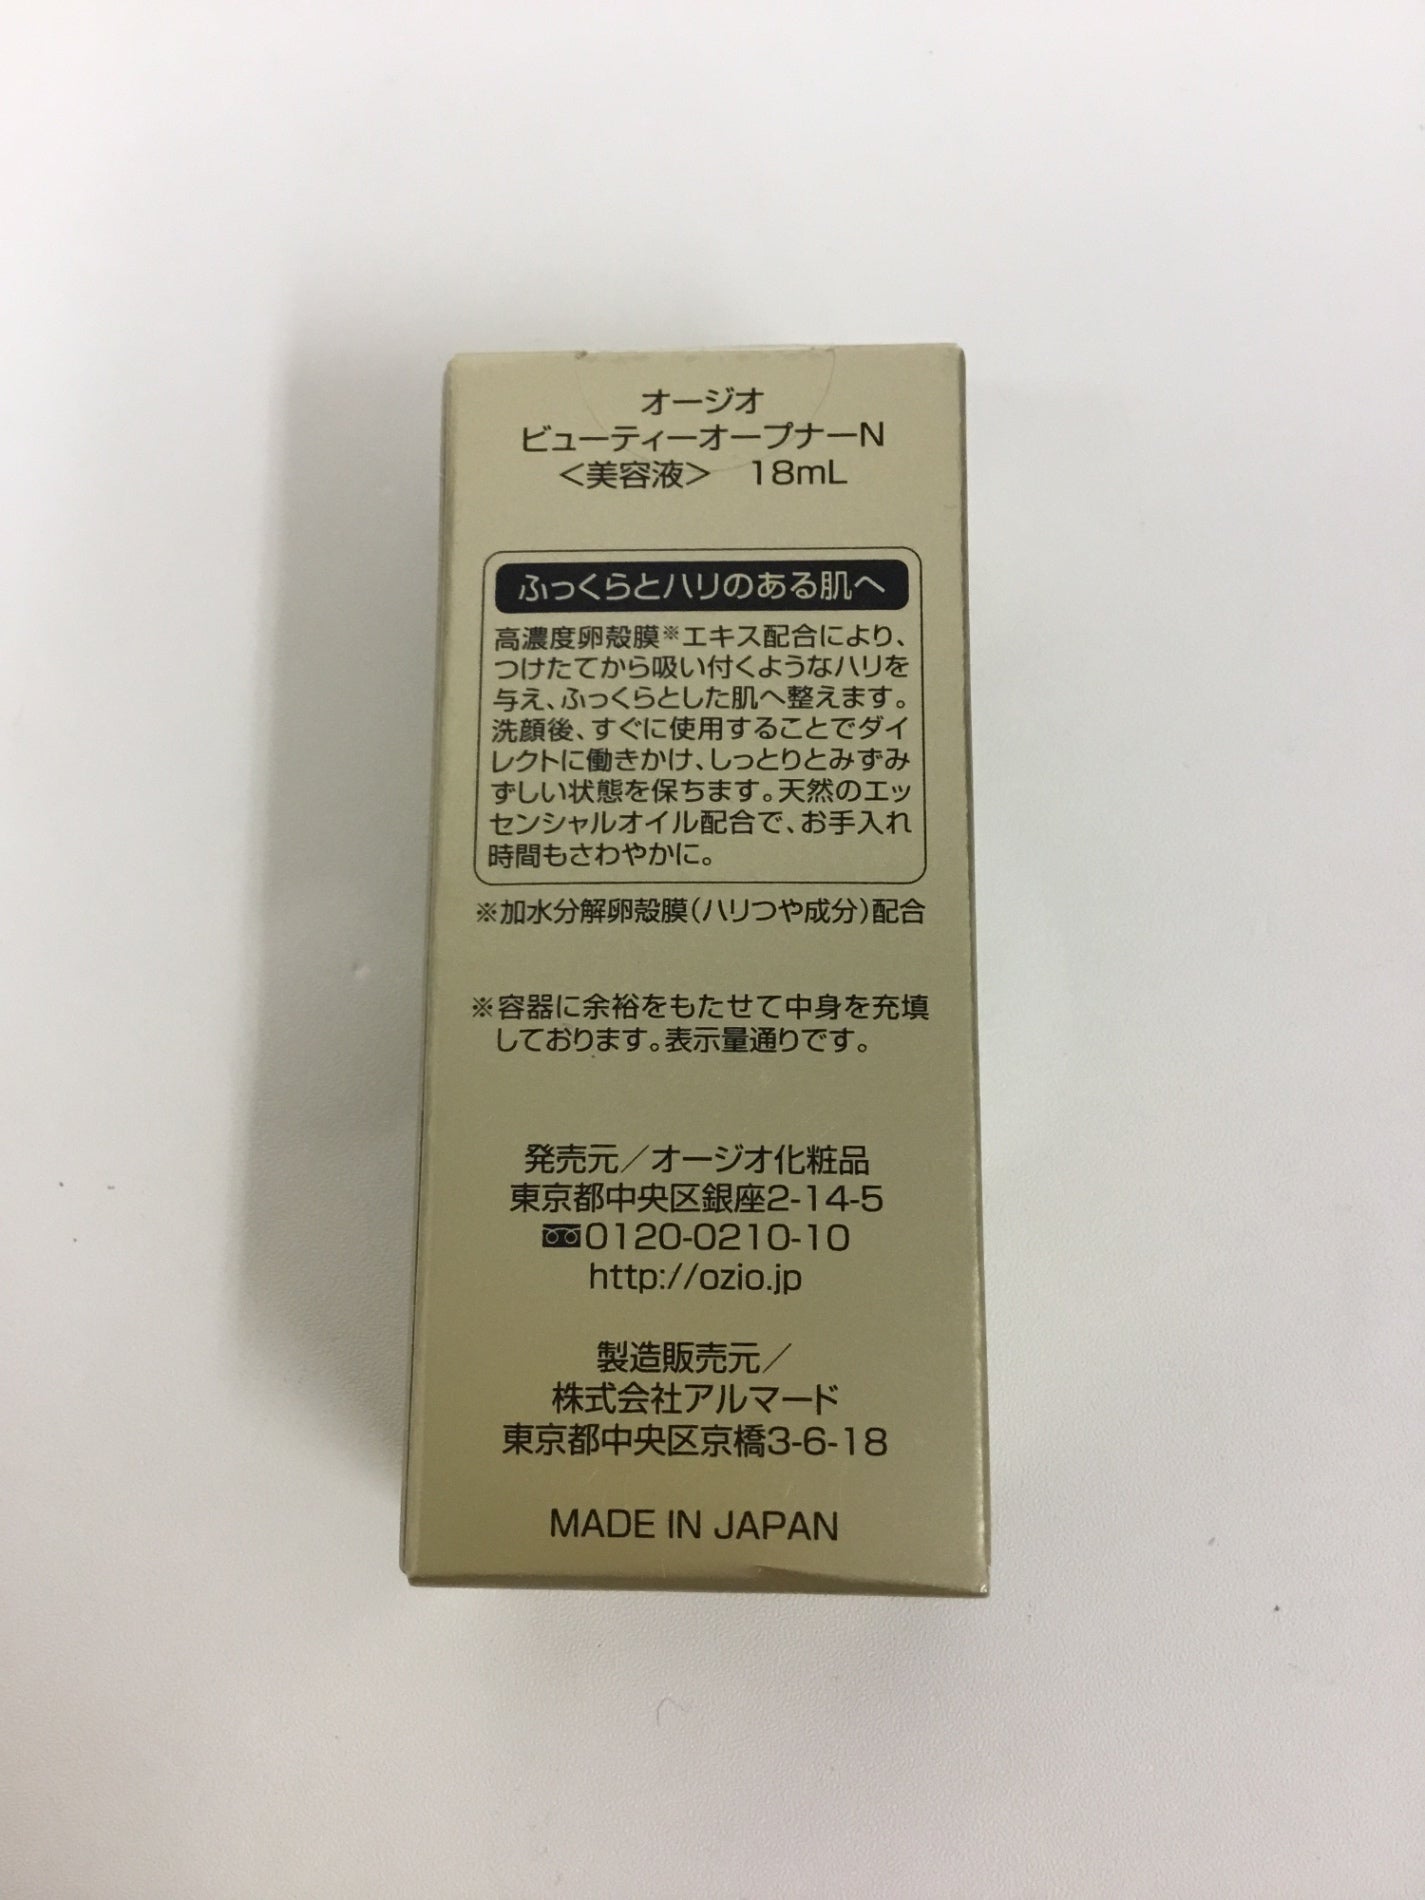 オージオ
ビューティーオープナーN
＜美容液＞　18mL
ふっくらとハリのある肌へ
高濃度卵殻膜※エキス配合により、
つけたてから吸い付くようなハリを
与え、ふっくらとした肌へ整えます。
洗顔後、すぐに使用することでダイ
レクトに働きかけ、しっとりとみずみ
ずしい状態を保ちます。天然のエッ
センシャルオイル配合で、お手入れ
時間もさわやかに。
※加水分解卵殻膜（ハリつや成分）配合
※容器に余裕をもたせて中身を充填
しております。表示量通りです。
発売元／オージオ化粧品
東京都中央区銀座2-14-5
0120-0210-10
http://ozio.jp
製造販売元／
株式会社アルマード
東京都中央区京橋3-6-18
MADE IN JAPAN